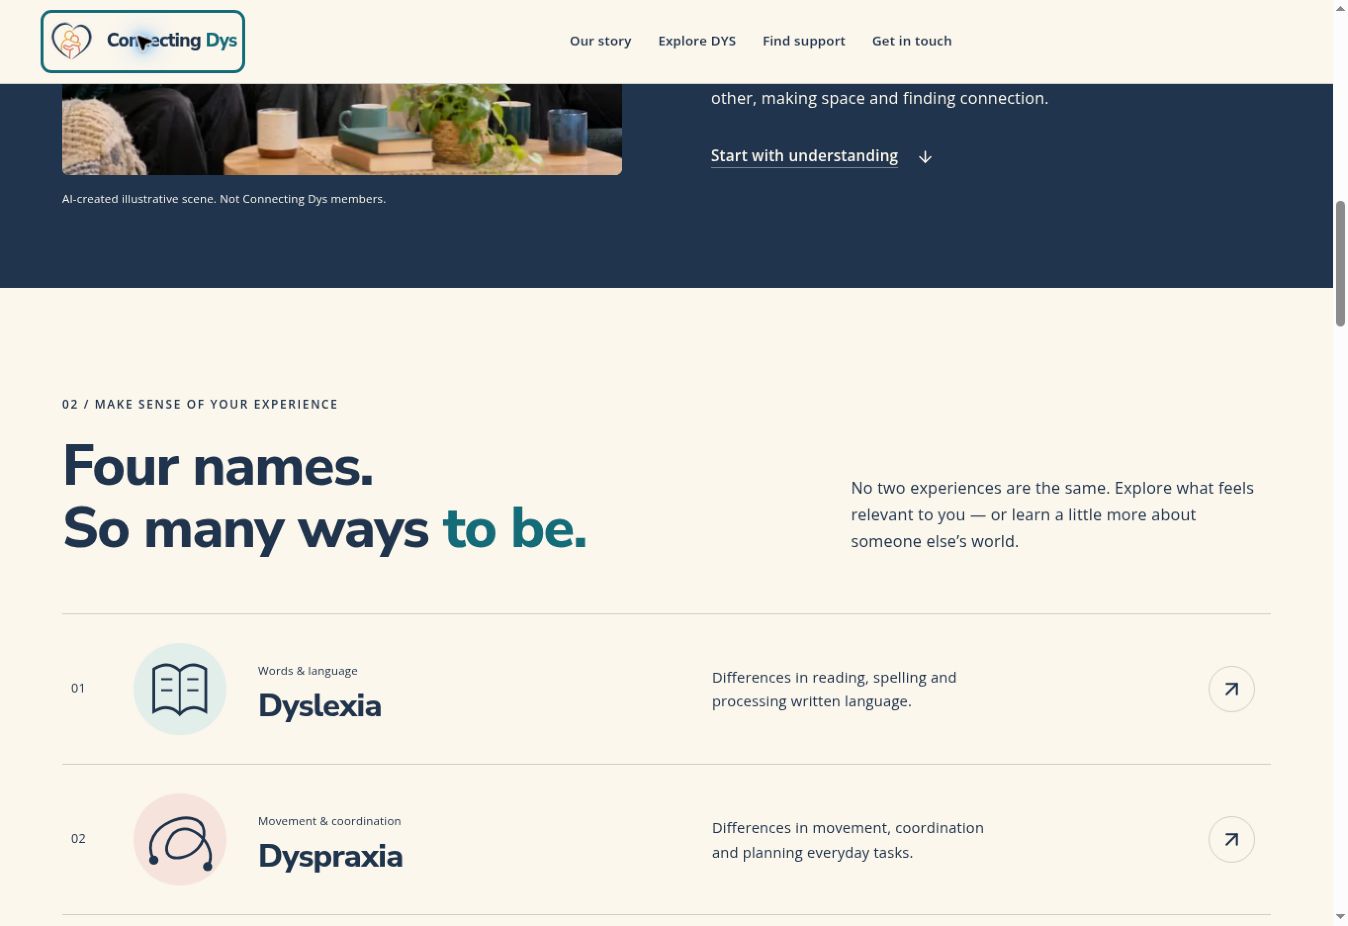 Connecting Dys
Our story
Explore DYS
Find support
Get in touch
other, making space and finding connection.
Start with understanding
AI-created illustrative scene. Not Connecting Dys members.
02 / MAKE SENSE OF YOUR EXPERIENCE
Four names.
So many ways to be.
No two experiences are the same. Explore what feels
relevant to you — or learn a little more about
someone else’s world.
01
Words & language
Dyslexia
Differences in reading, spelling and
processing written language.
02
Movement & coordination
Dyspraxia
Differences in movement, coordination
and planning everyday tasks.